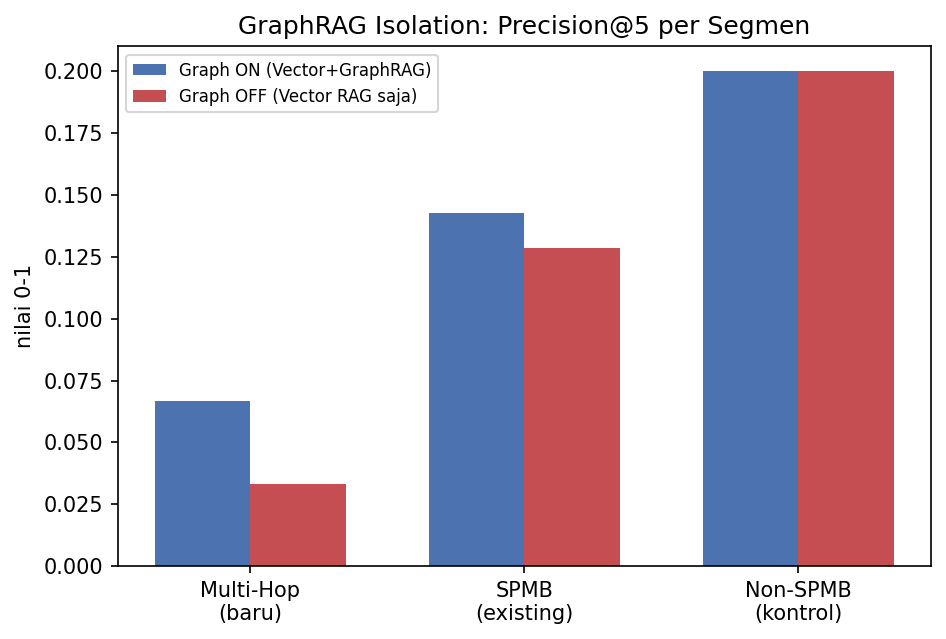 GraphRAG Isolation: Precision@5 per Segmen
Graph ON (Vector+GraphRAG)
Graph OFF (Vector RAG saja)
nilai 0-1
0.200
0.175
0.150
0.125
0.100
0.075
0.050
0.025
0.000
Multi-Hop
(baru)
SPMB
(existing)
Non-SPMB
(kontrol)